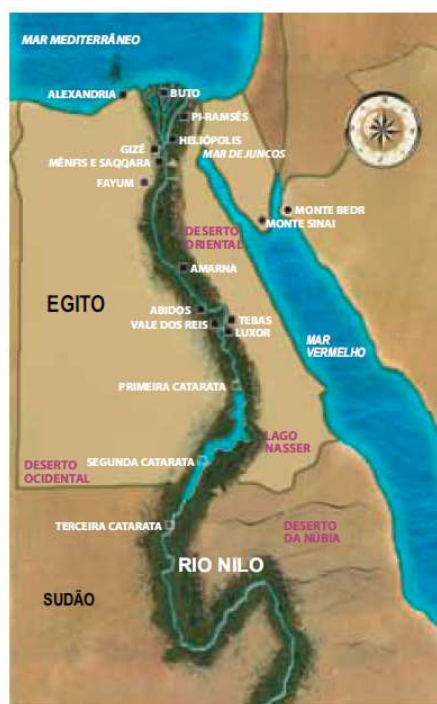 MAR MEDITERRÂNEO
ALEXANDRIA
BUTO
PI-RAMSÉS
HELIÓPOLIS
GIZÉ
MAR DE JUNCOS
MÊNFIS E SAQQARA
FAYUM
MONTE BEDR
MONTE SINAI
DESERTO
ORIENTAL
AMARNA
EGITO
ABIDOS
TEBAS
VALE DOS REIS
LUXOR
MAR
VERMELHO
PRIMEIRA CATARATA
LAGO
NASSER
SEGUNDA CATARATA
DESERTO
OCIDENTAL
TERCEIRA CATARATA
DESERTO
DA NÚBIA
RIO NILO
SUDÃO